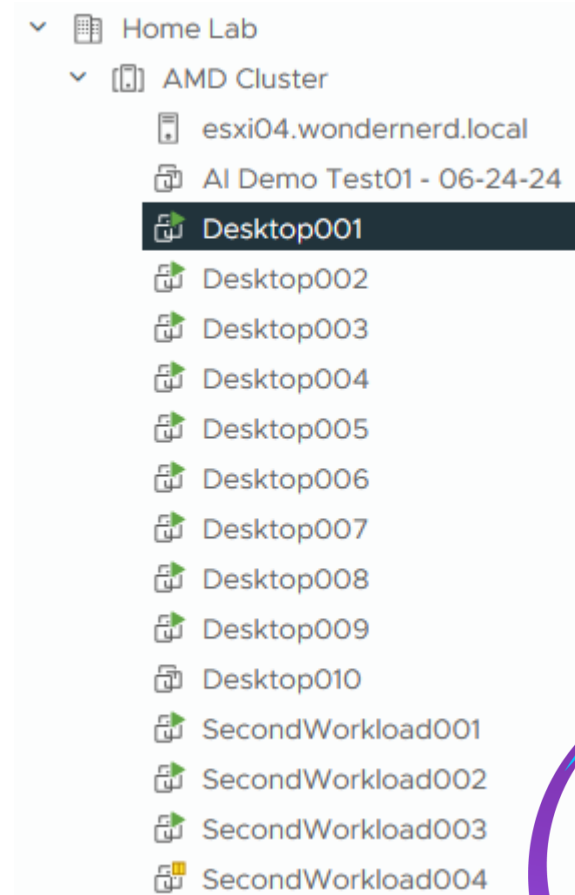 Home Lab
AMD Cluster
esxi04.wondernerd.local
AI Demo Test01 - 06-24-24
Desktop001
Desktop002
Desktop003
Desktop004
Desktop005
Desktop006
Desktop007
Desktop008
Desktop009
Desktop010
SecondWorkload001
SecondWorkload002
SecondWorkload003
SecondWorkload004